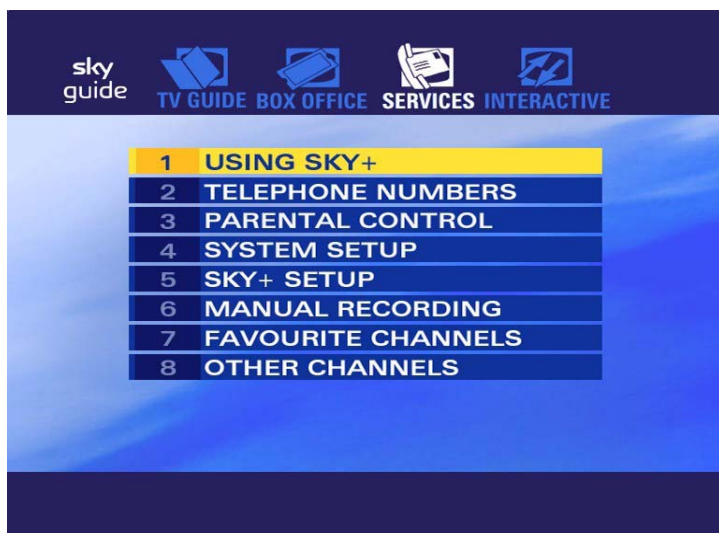 sky
guide
TV GUIDE BOX OFFICE SERVICES INTERACTIVE
1 USING SKY+
2 TELEPHONE NUMBERS
3 PARENTAL CONTROL
4 SYSTEM SETUP
5 SKY+ SETUP
6 MANUAL RECORDING
7 FAVOURITE CHANNELS
8 OTHER CHANNELS